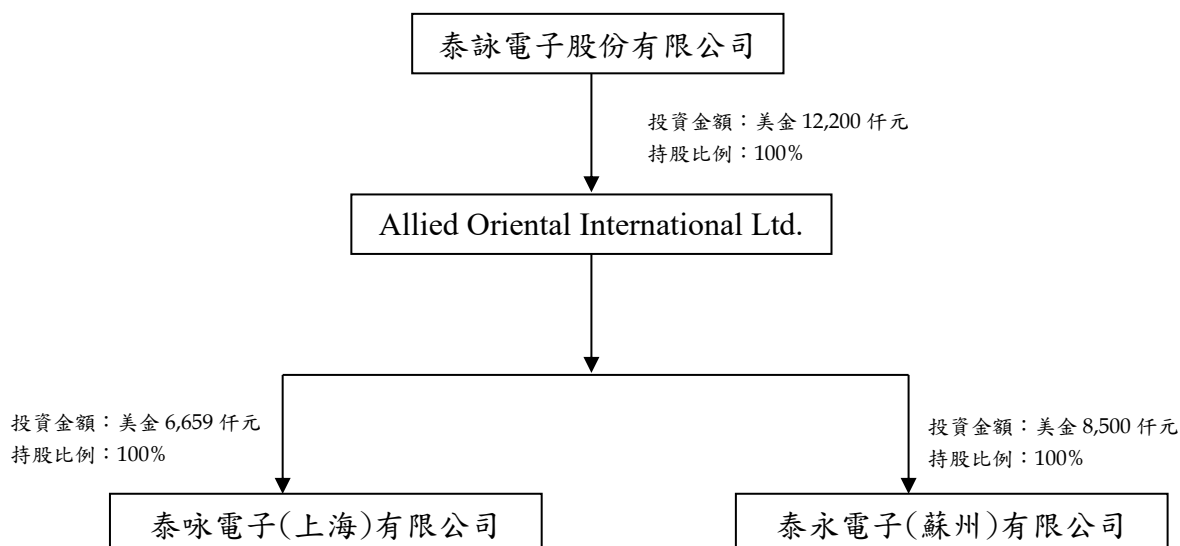 泰詠電子股份有限公司
投資金額：美金 12,200 仟元
持股比例：100%
Allied Oriental International Ltd.
投資金額：美金 6,659 仟元
持股比例：100%
投資金額：美金 8,500 仟元
持股比例：100%
泰咏電子(上海)有限公司
泰永電子(蘇州)有限公司